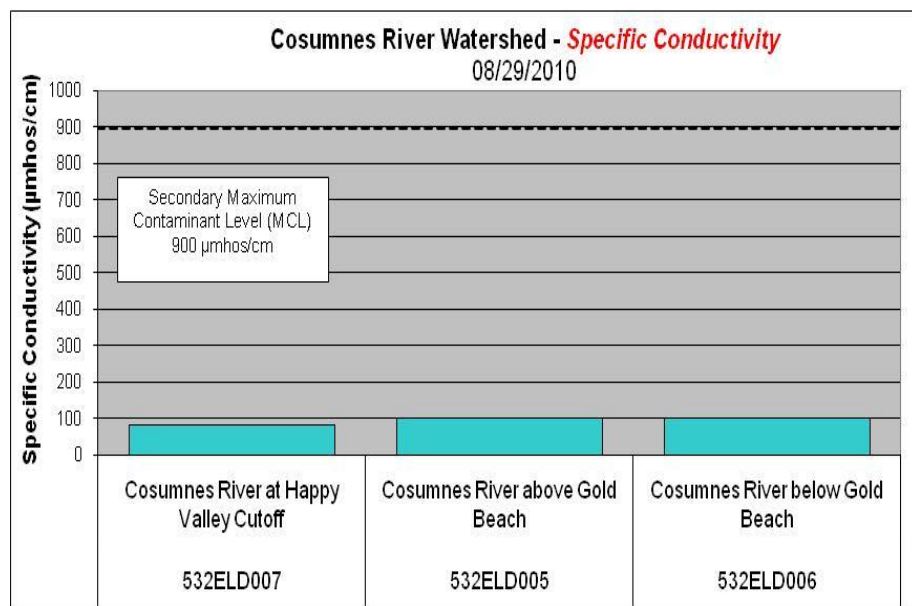 Cosumnes River Watershed - Specific Conductivity
08/29/2010
Specific Conductivity (µmhos/cm)
1000
900
800
700
600
500
400
300
200
100
0
Secondary Maximum
Contaminant Level (MCL)
900 µmhos/cm
Cosumnes River at Happy
Valley Cutoff
532ELD007
Cosumnes River above Gold
Beach
532ELD005
Cosumnes River below Gold
Beach
532ELD006